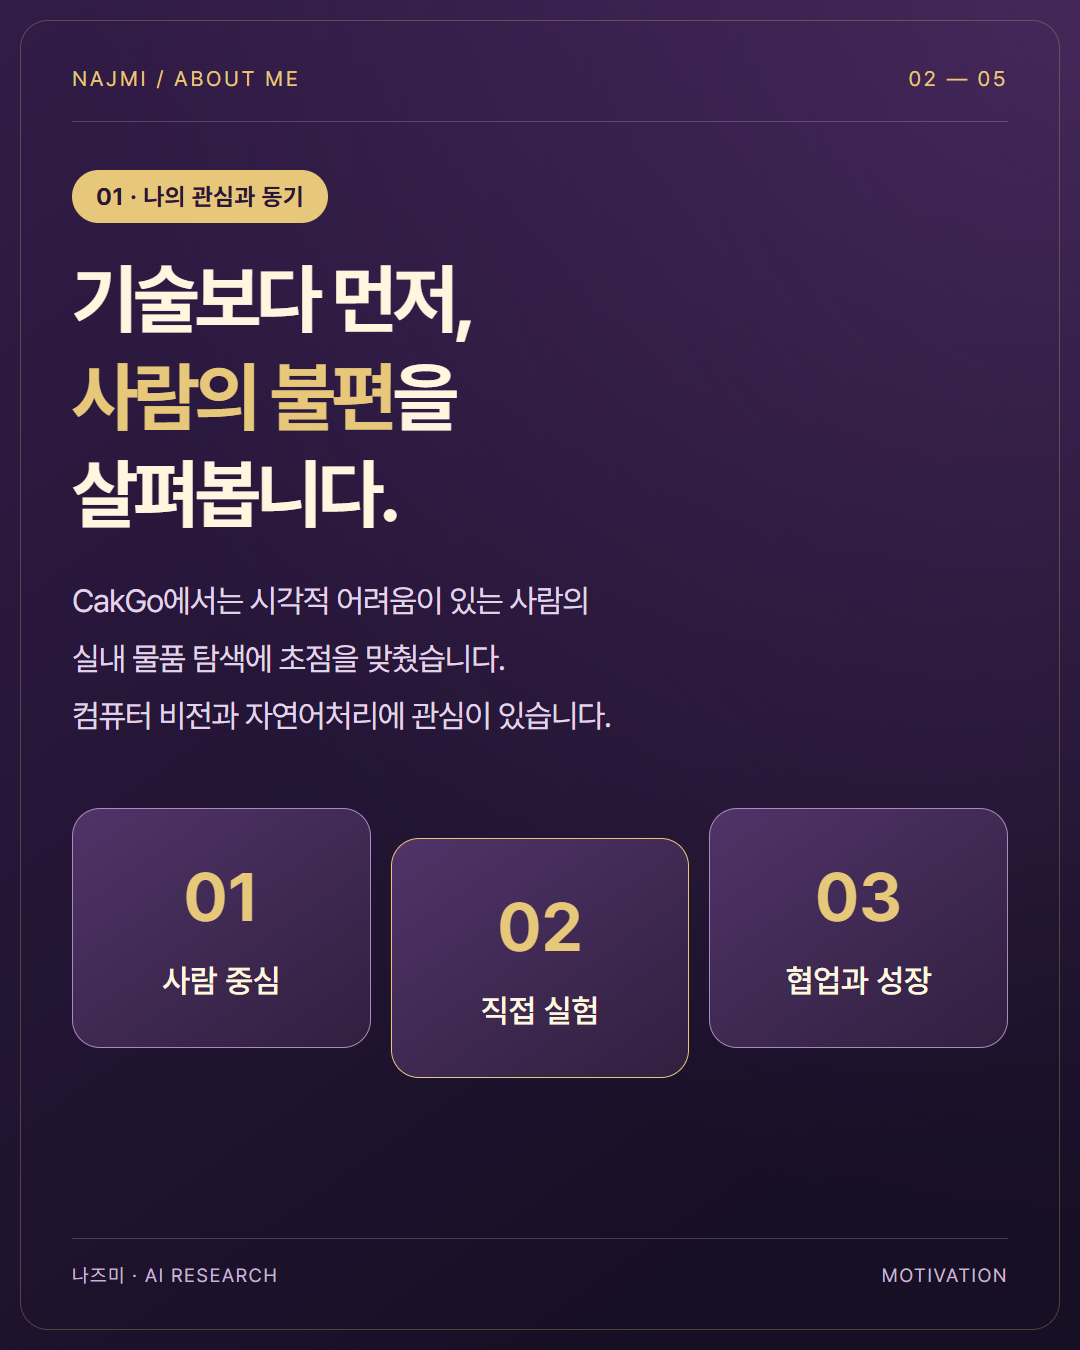 NAJMI / ABOUT ME
02 — 05
01 · 나의 관심과 동기
기술보다 먼저,
사람의 불편을
살펴봅니다.
CakGo에서는 시각적 어려움이 있는 사람의
실내 물품 탐색에 초점을 맞췄습니다.
컴퓨터 비전과 자연어처리에 관심이 있습니다.
01
사람 중심
02
직접 실험
03
협업과 성장
나즈미 · AI RESEARCH
MOTIVATION